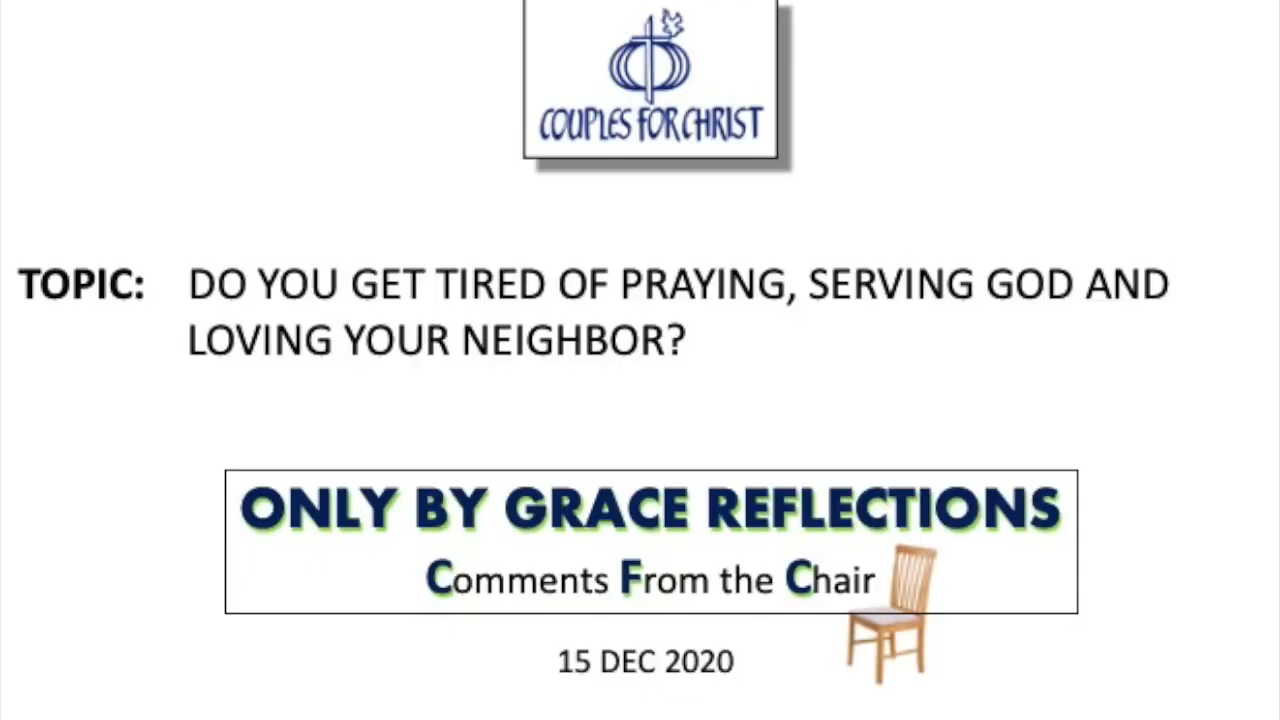 COUPLES FOR CHRIST
TOPIC: DO YOU GET TIRED OF PRAYING, SERVING GOD AND
LOVING YOUR NEIGHBOR?
ONLY BY GRACE REFLECTIONS
Comments From the Chair
15 DEC 2020